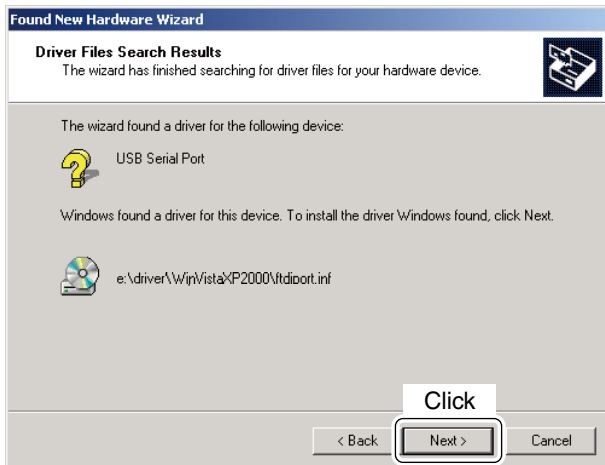 Found New Hardware Wizard
Driver Files Search Results
The wizard has finished searching for driver files for your hardware device.
The wizard found a driver for the following device:
USB Serial Port
Windows found a driver for this device. To install the driver Windows found, click Next.
e:\driver\WinVistaXP2000\ftdiport.inf
Click
< Back Next > Cancel